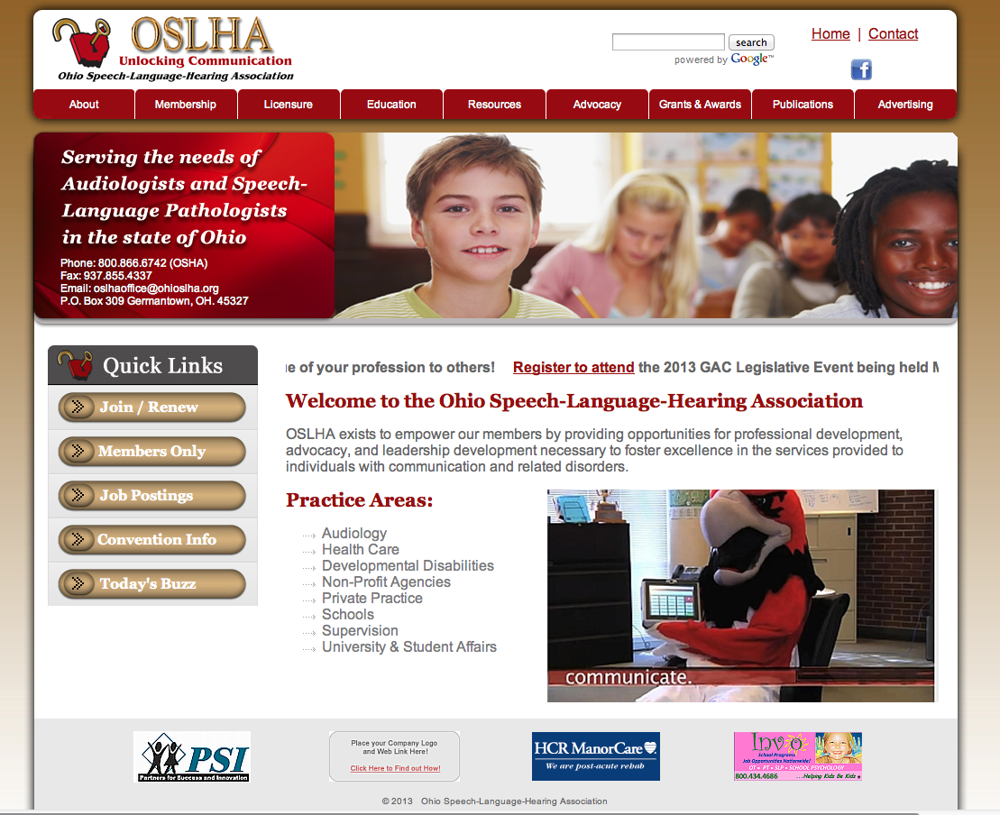 OSLHA
Unlocking Communication
Ohio Speech-Language-Hearing Association
search
powered by Google™
Home | Contact
f
About Membership Licensure Education Resources Advocacy Grants & Awards Publications Advertising
Serving the needs of
Audiologists and Speech-
Language Pathologists
in the state of Ohio
Phone: 800.866.6742 (OSHA)
Fax: 937.855.4337
Email: oslhaoffice@ohioslha.org
P.O. Box 309 Germantown, OH. 45327
Quick Links
Join / Renew
Members Only
Job Postings
Convention Info
Today's Buzz
e of your profession to others! Register to attend the 2013 GAC Legislative Event being held
Welcome to the Ohio Speech-Language-Hearing Association
OSLHA exists to empower our members by providing opportunities for professional development,
advocacy, and leadership development necessary to foster excellence in the services provided to
individuals with communication and related disorders.
Practice Areas:
Audiology
Health Care
Developmental Disabilities
Non-Profit Agencies
Private Practice
Schools
Supervision
University & Student Affairs
communicate.
PSI
Partners for Success and Innovation
Place your Company Logo
and Web Link Here!
Click Here to Find out How!
HCR ManorCare
We are post-acute rehab
Invo
School Programs
Job Opportunities Nationwide!
OT • PT • SLP • SCHOOL PSYCHOLOGY
800.434.4686 ...Helping Kids Be Kids
© 2013 Ohio Speech-Language-Hearing Association